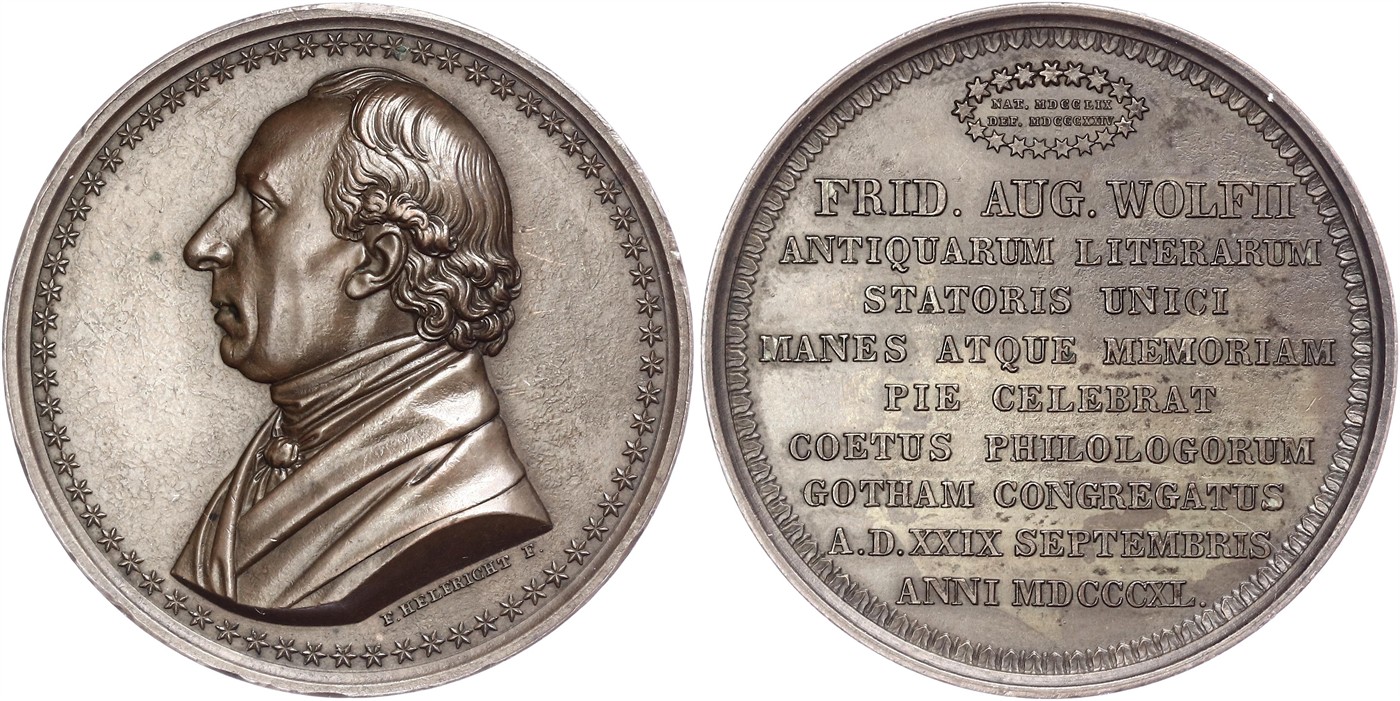 F. HELFRIGHT F.
NAT. MDCCLIX
DEF. MDCCCXXIV.
FRID. AUG. WOLFII
ANTIQUARUM LITERARUM
STATORIS UNICI
MANES ATQUE MEMORIAM
PIE CELEBRAT
COETUS PHILOLOGORUM
GOTHAM CONGREGATUS
A.D.XXIX SEPTEMBRIS
ANNI MDCCCXL.